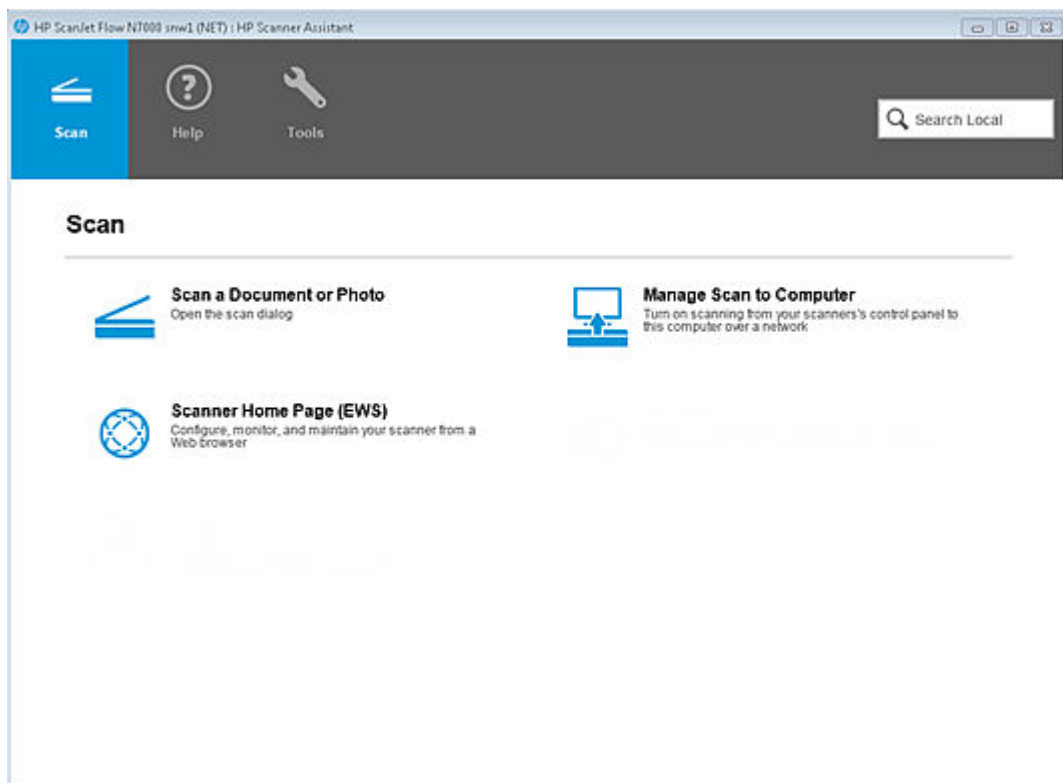 hp HP ScanJet Flow N7000 snw1 (NET) : HP Scanner Assistant
Scan
Help
Tools
Search Local
Scan
Scan a Document or Photo
Open the scan dialog
Manage Scan to Computer
Turn on scanning from your scanners's control panel to
this computer over a network
Scanner Home Page (EWS)
Configure, monitor, and maintain your scanner from a
Web browser